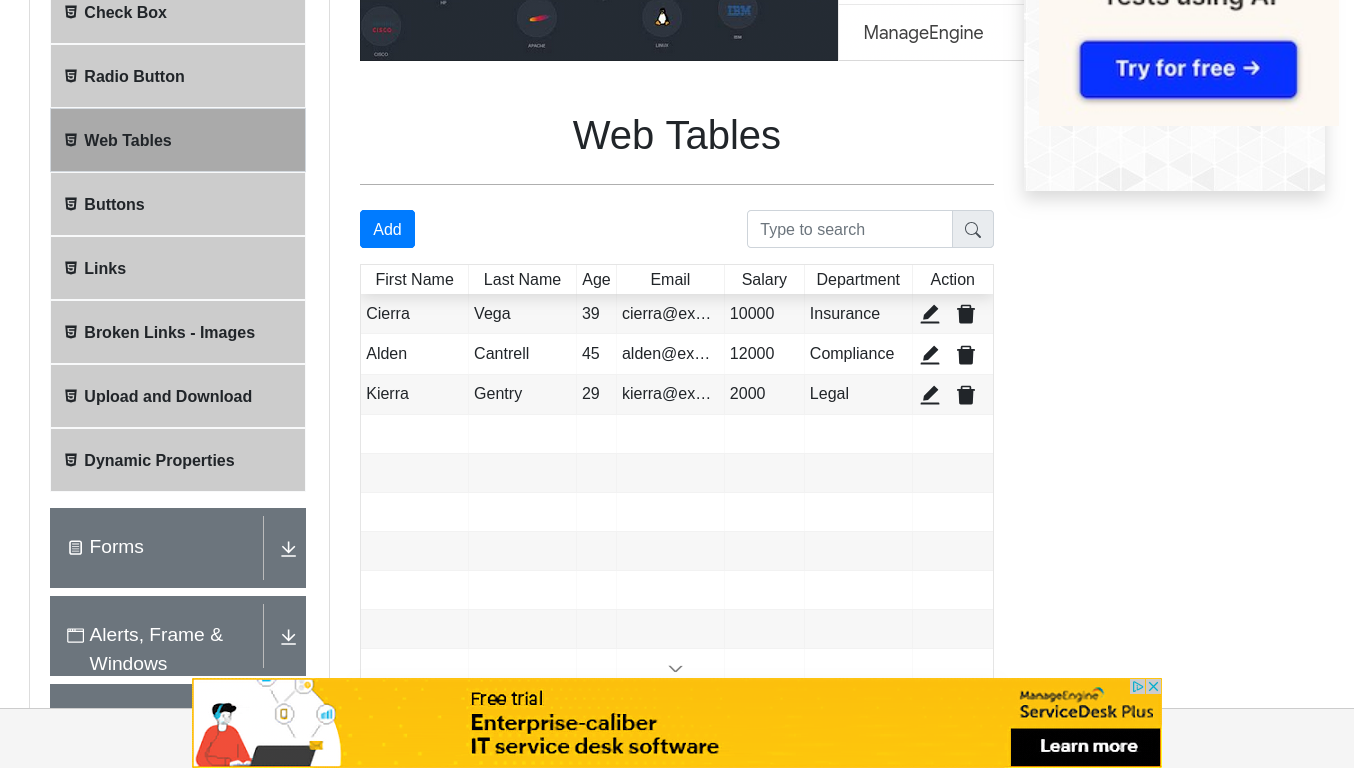 Check Box
Radio Button
Web Tables
Buttons
Links
Broken Links - Images
Upload and Download
Dynamic Properties
Forms
Alerts, Frame &
Windows
HP
CISCO
CISCO
APACHE
LINUX
IBM
IBM
ManageEngine
Tests using AI
Try for free →
Web Tables
Add
Type to search
First Name Last Name Age Email Salary Department Action
Cierra Vega 39 cierra@ex… 10000 Insurance
Alden Cantrell 45 alden@ex… 12000 Compliance
Kierra Gentry 29 kierra@ex… 2000 Legal
Free trial
Enterprise-caliber
IT service desk software
ManageEngine
ServiceDesk Plus
Learn more